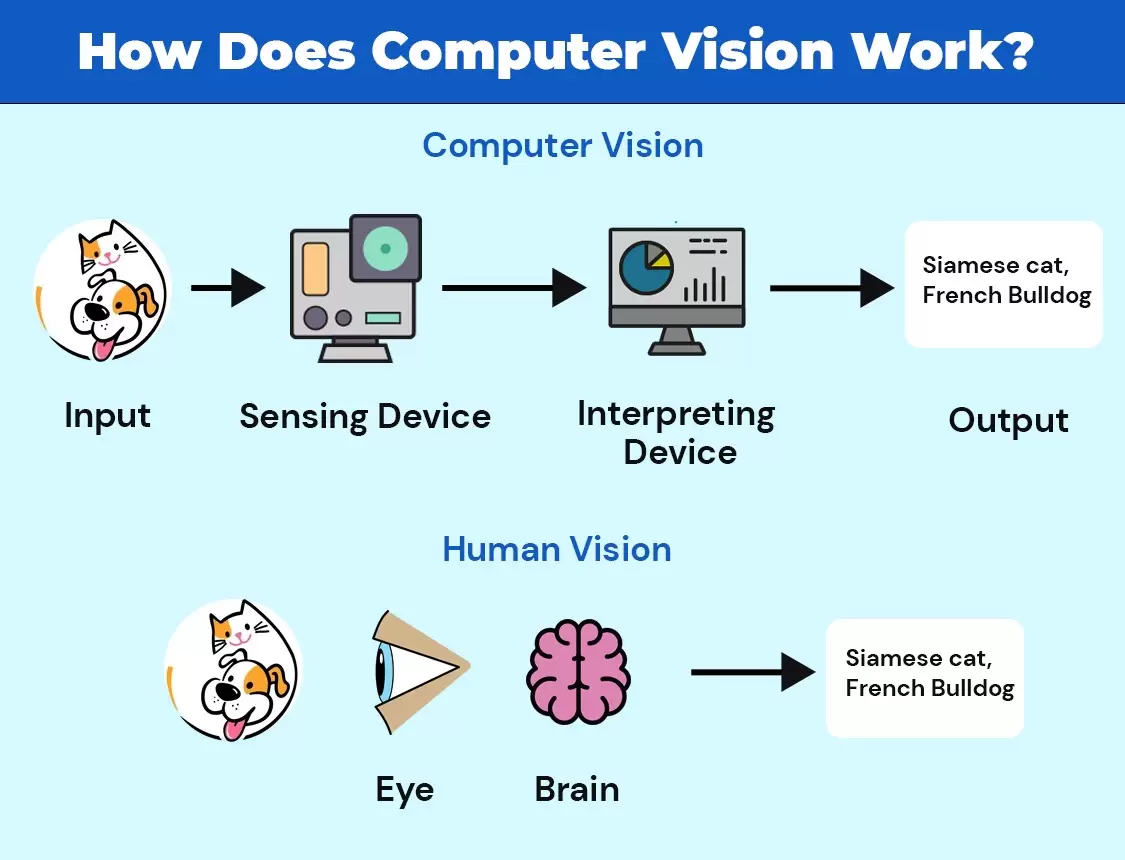 How Does Computer Vision Work?
Computer Vision
Siamese cat,
French Bulldog
Input
Sensing Device
Interpreting
Device
Output
Human Vision
Siamese cat,
French Bulldog
Eye
Brain